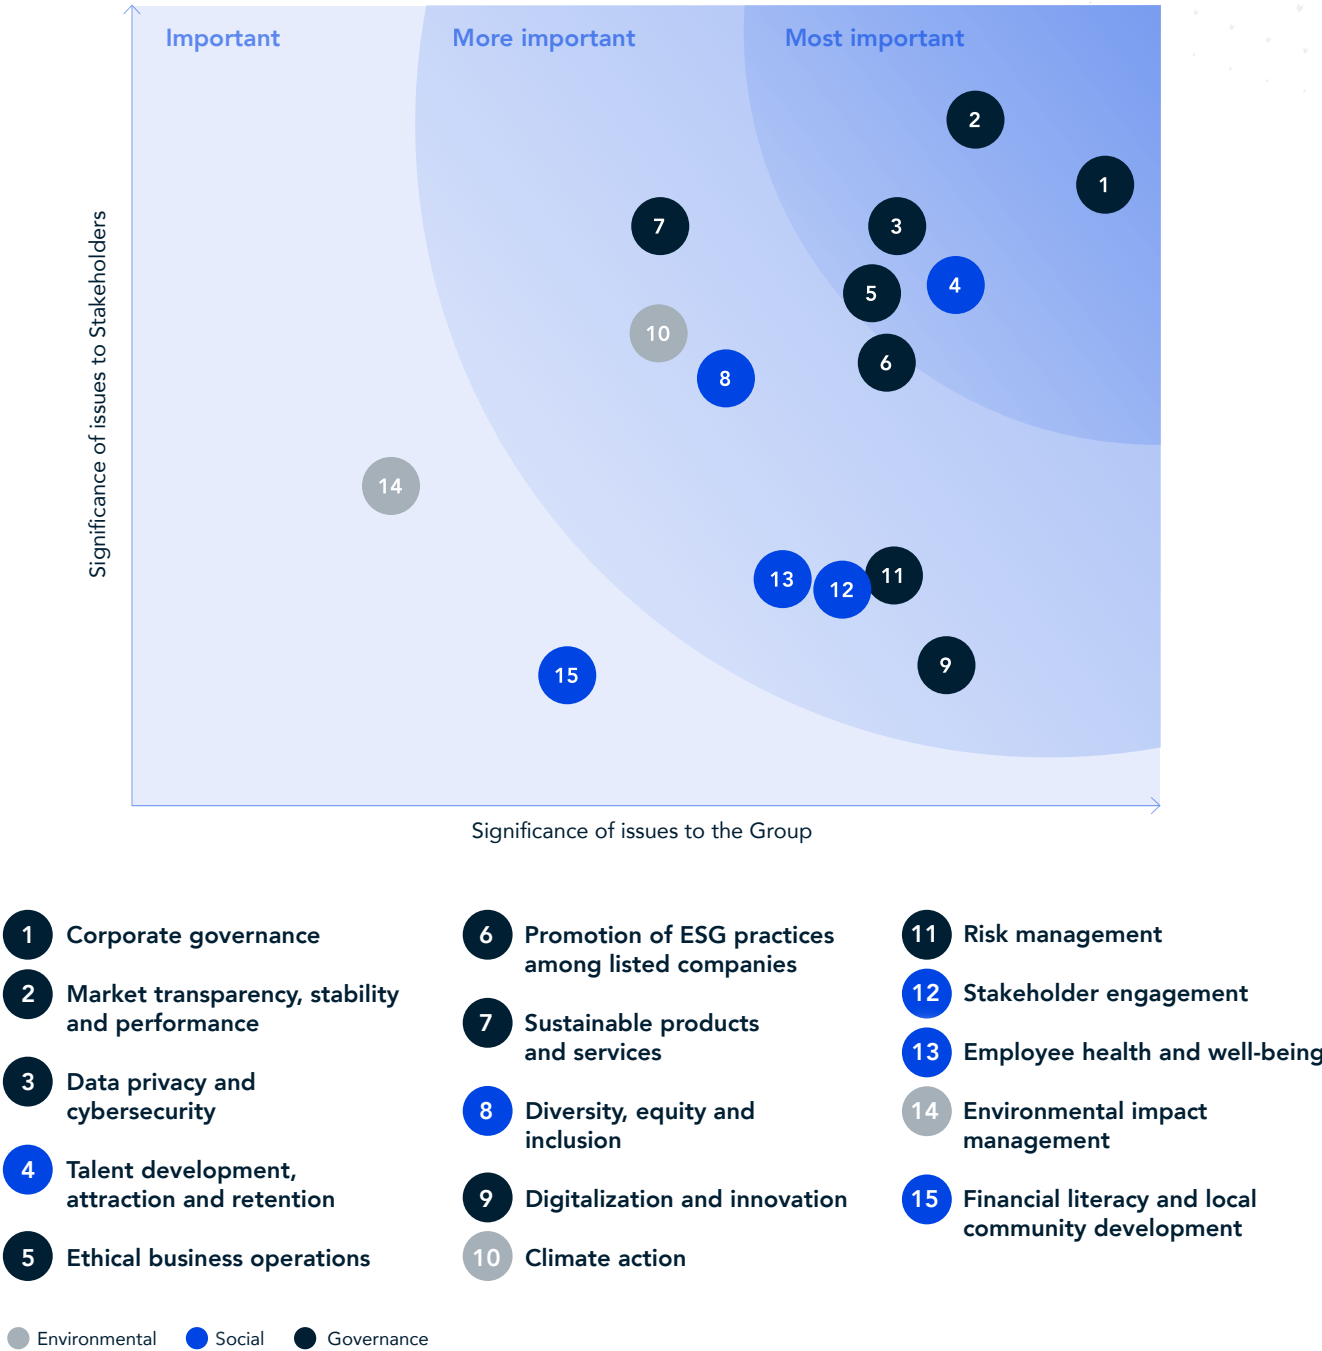 Important
More important
Most important
2
1
7
3
4
5
10
6
8
14
11
13
12
9
15
Significance of issues to Stakeholders
Significance of issues to the Group
1 Corporate governance
2 Market transparency, stability
and performance
3 Data privacy and
cybersecurity
4 Talent development,
attraction and retention
5 Ethical business operations
6 Promotion of ESG practices
among listed companies
7 Sustainable products
and services
8 Diversity, equity and
inclusion
9 Digitalization and innovation
10 Climate action
11 Risk management
12 Stakeholder engagement
13 Employee health and well-being
14 Environmental impact
management
15 Financial literacy and local
community development
Environmental
Social
Governance